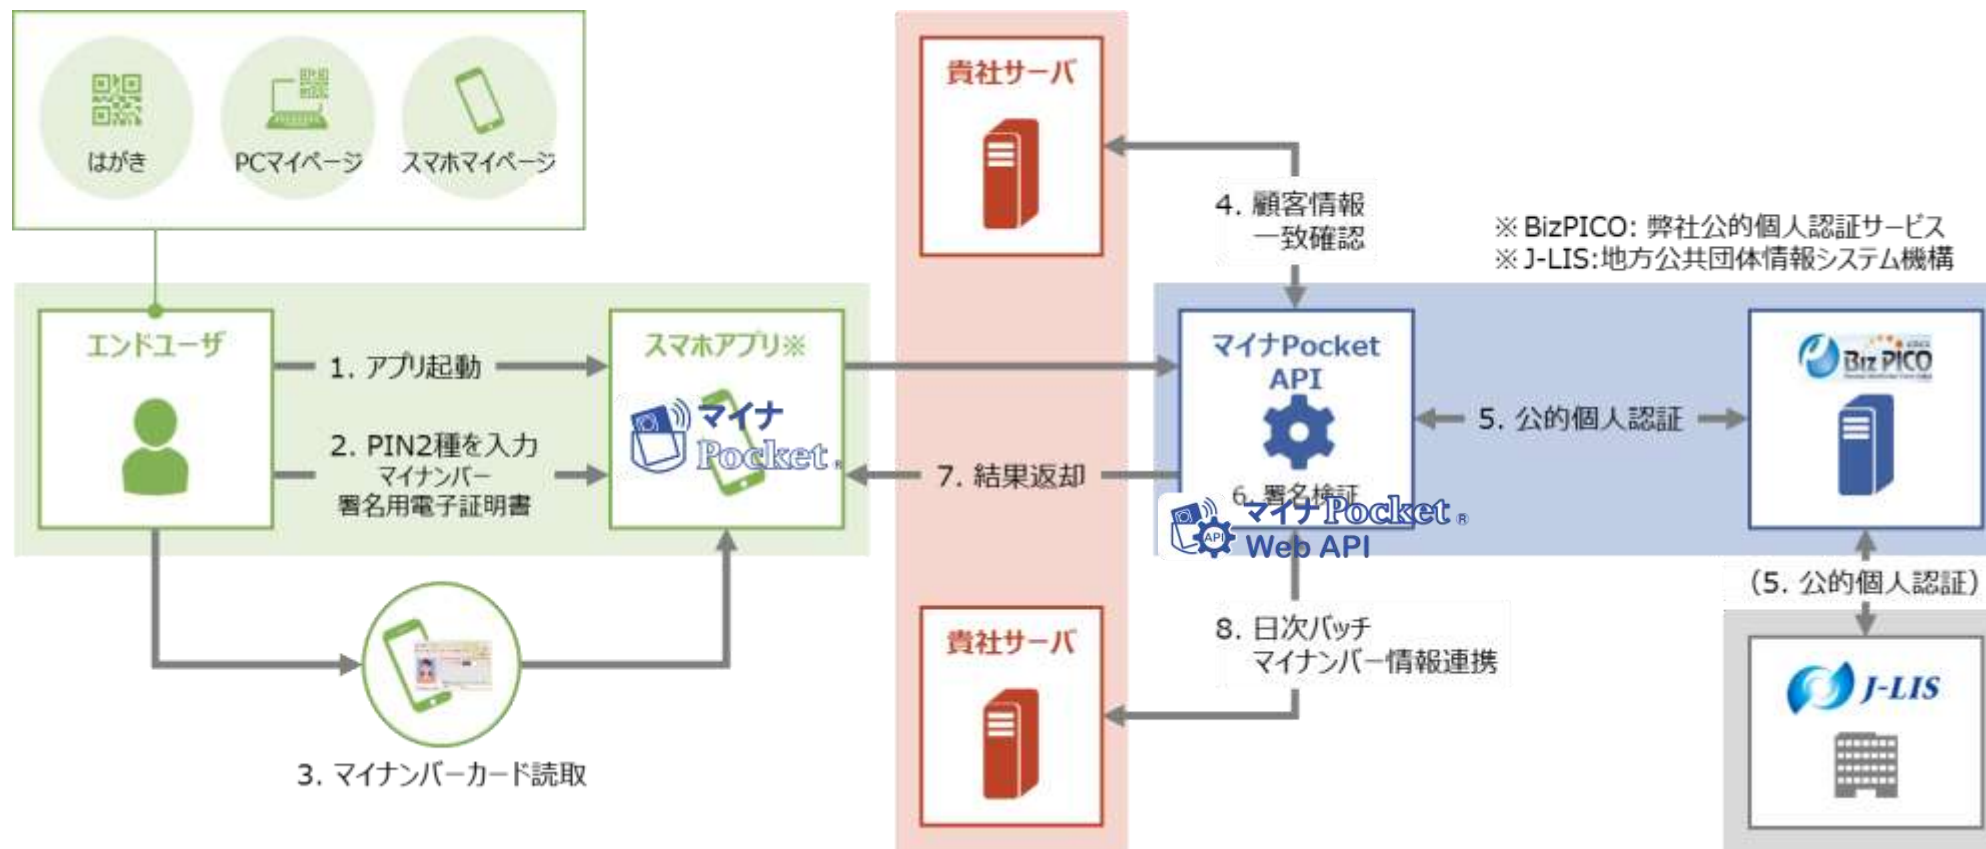 はがき
PCマイページ
スマホマイページ
貴社サーバ
4. 顧客情報
一致確認
※BizPICO: 弊社公的個人認証サービス
※J-LIS:地方公共団体情報システム機構
エンドユーザ
1. アプリ起動
2. PIN2種を入力
マイナンバー
署名用電子証明書
スマホアプリ※
マイナ
Pocket®
7. 結果返却
マイナPocket
API
6. 署名検証
マイナPocket®
API
Web API
5. 公的個人認証
BIZ PICO
(5. 公的個人認証)
3. マイナンバーカード読取
貴社サーバ
8. 日次バッチ
マイナンバー情報連携
J-LIS